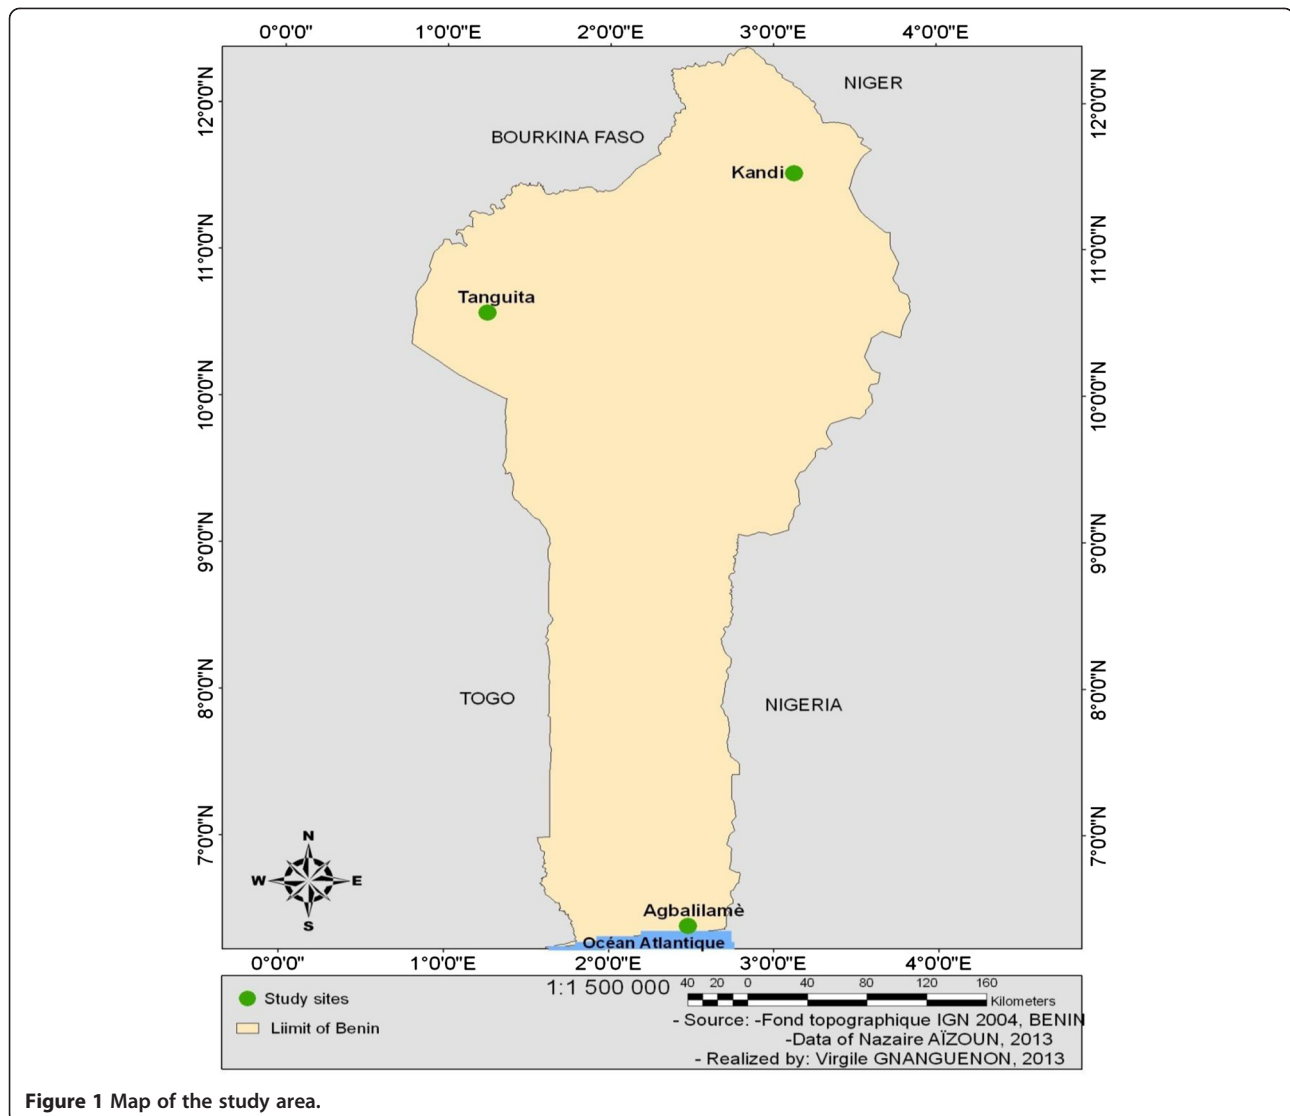 0°0'0" 1°0'0"E 2°0'0"E 3°0'0"E 4°0'0"E
NIGER
12°0'0"N 12°0'0"N
BOURKINA FASO
Kandi
11°0'0"N 11°0'0"N
Tanguita
10°0'0"N 10°0'0"N
9°0'0"N 9°0'0"N
8°0'0"N 8°0'0"N
TOGO NIGERIA
7°0'0"N 7°0'0"N
N
W E
S
Agbalilamè
Océan Atlantique
0°0'0" 1°0'0"E 2°0'0"E 3°0'0"E 4°0'0"E
1:1 500 000 40 20 0 40 80 120 160
Kilometers
Study sites
Liimit of Benin
- Source: -Fond topographique IGN 2004, BENIN
-Data of Nazaire AÏZOUN, 2013
- Realized by: Virgile GNANGUENON, 2013
Figure 1 Map of the study area.